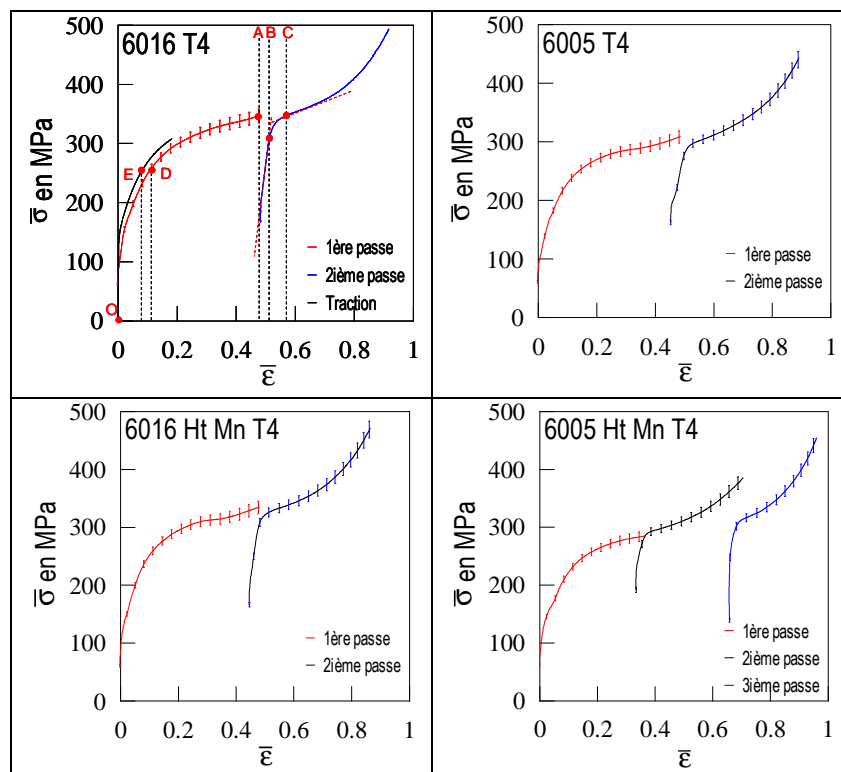 6016 T4
A B C
E
D
O
σ̅ en MPa
500
400
300
200
100
0
1ère passe
2ième passe
Traction
0 0.2 0.4 0.6 0.8 1
ε̅
6005 T4
σ̅ en MPa
500
400
300
200
100
0
1ère passe
2ième passe
0 0.2 0.4 0.6 0.8 1
ε̅
6016 Ht Mn T4
σ̅ en MPa
500
400
300
200
100
0
1ère passe
2ième passe
0 0.2 0.4 0.6 0.8 1
ε̅
6005 Ht Mn T4
σ̅ en MPa
500
400
300
200
100
0
1ère passe
2ième passe
3ième passe
0 0.2 0.4 0.6 0.8 1
ε̅